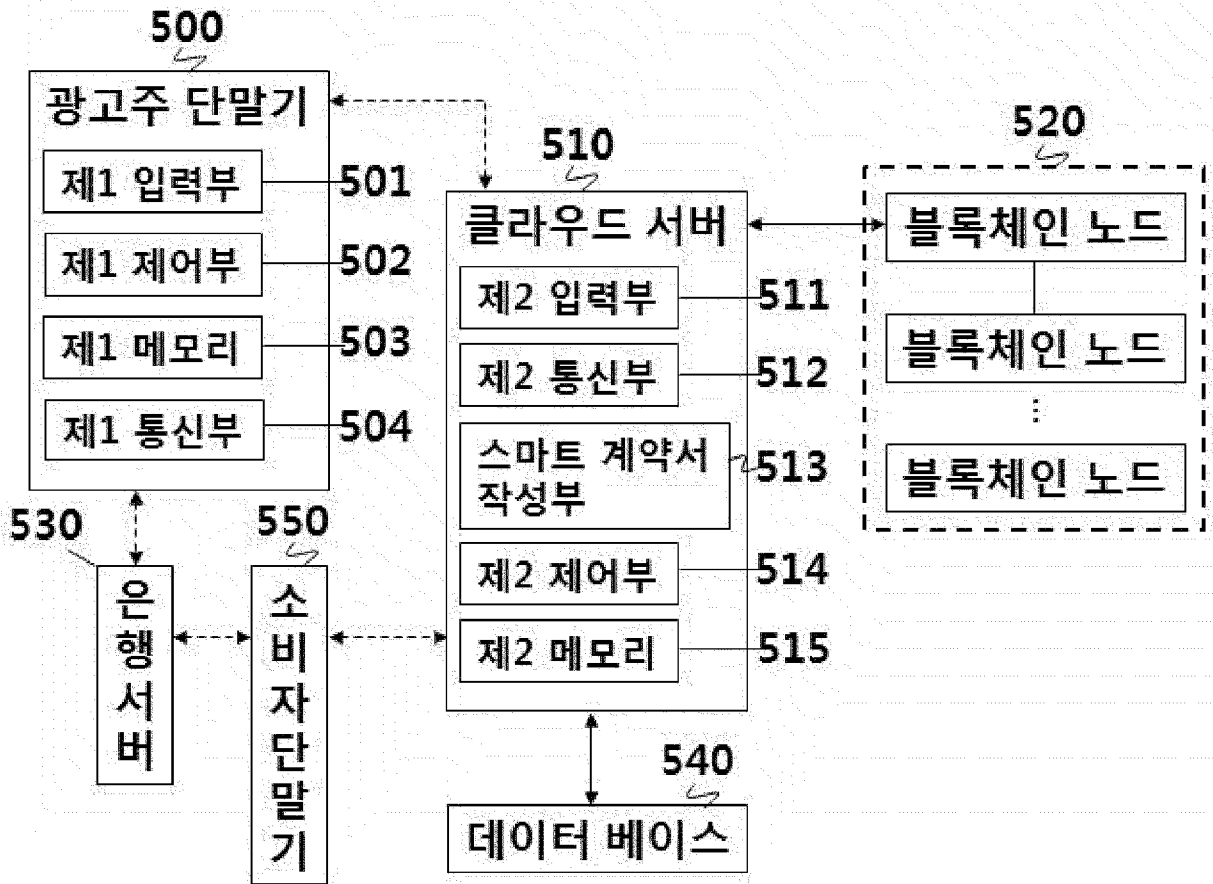 500
광고주 단말기
제1 입력부
501
제1 제어부
502
제1 메모리
503
제1 통신부
504
510
클라우드 서버
제2 입력부
511
제2 통신부
512
스마트 계약서
작성부
513
제2 제어부
514
제2 메모리
515
520
블록체인 노드
블록체인 노드
⋮
블록체인 노드
530
은행서버
550
소비자단말기
540
데이터 베이스